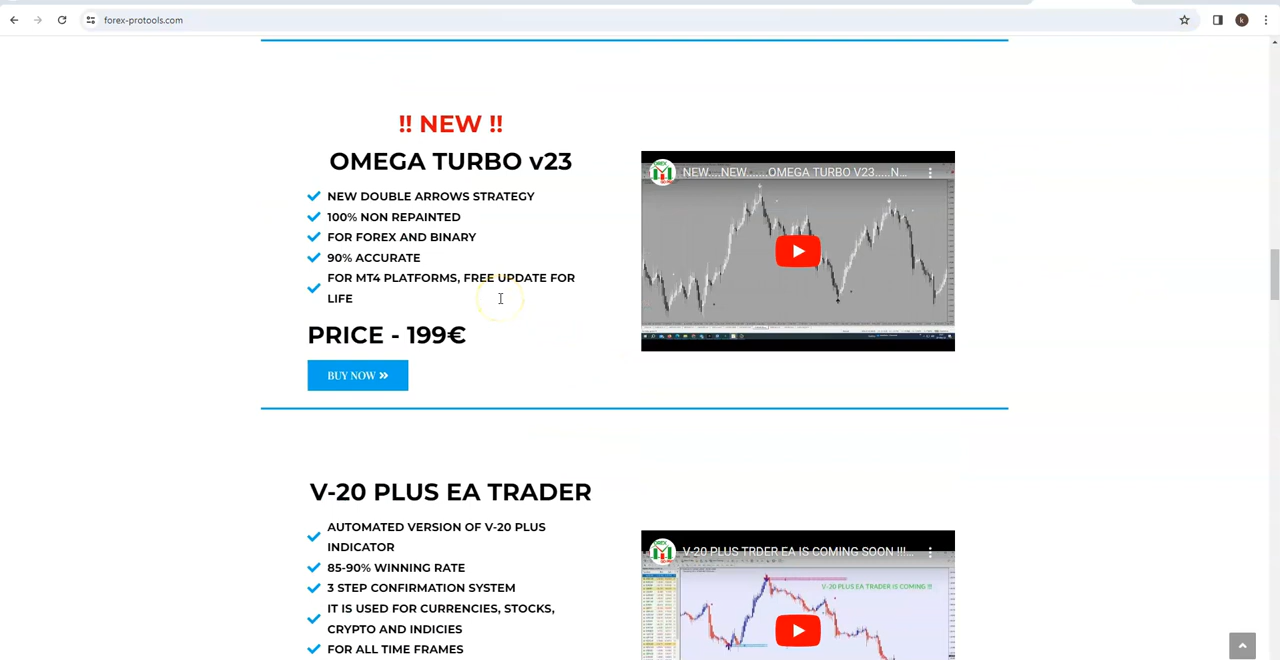 forex-protools.com
k
!! NEW !!
OMEGA TURBO v23
NEW DOUBLE ARROWS STRATEGY
100% NON REPAINTED
FOR FOREX AND BINARY
90% ACCURATE
FOR MT4 PLATFORMS, FREE UPDATE FOR
LIFE
PRICE - 199€
BUY NOW
NEW....NEW.......OMEGA TURBO V23.....N...
V-20 PLUS EA TRADER
AUTOMATED VERSION OF V-20 PLUS
INDICATOR
85-90% WINNING RATE
3 STEP CONFIRMATION SYSTEM
IT IS USED FOR CURRENCIES, STOCKS,
CRYPTO AND INDICIES
FOR ALL TIME FRAMES
V-20 PLUS TRDER EA IS COMING SOON !!!...
V-20 PLUS EA TRADER IS COMING !!!